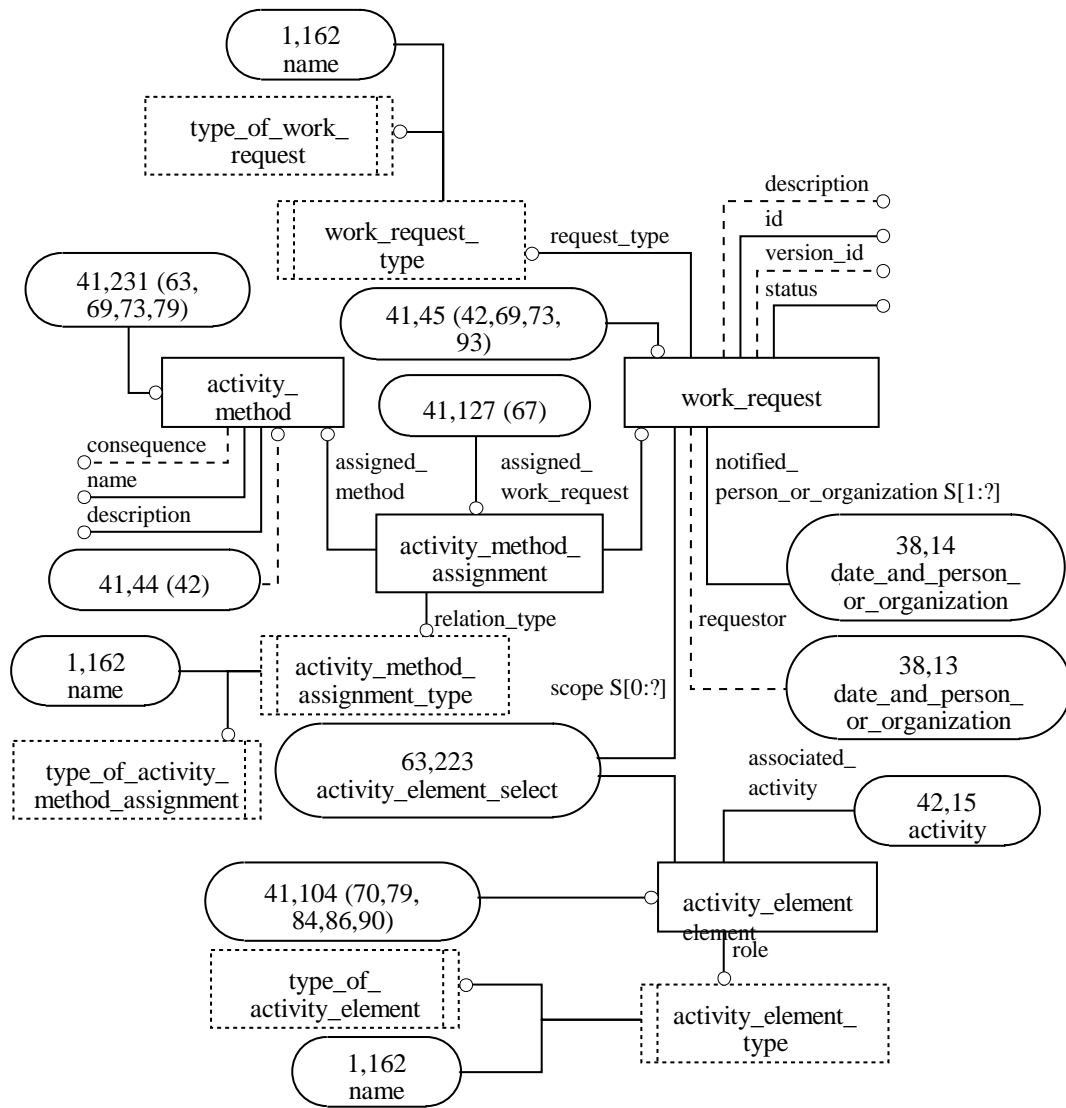 1,162
name
type_of_work_
request
description
work_request_
type
request_type
id
version_id
status
41,231 (63,
69,73,79)
41,45 (42,69,73,
93)
activity_
method
work_request
41,127 (67)
consequence
name
description
assigned_
method
assigned_
work_request
notified_
person_or_organization S[1:?]
activity_method_
assignment
38,14
date_and_person_
or_organization
41,44 (42)
relation_type
requestor
1,162
name
activity_method_
assignment_type
scope S[0:?]
38,13
date_and_person_
or_organization
type_of_activity_
method_assignment
63,223
activity_element_select
associated_
activity
42,15
activity
41,104 (70,79,
84,86,90)
activity_element
element
role
type_of_
activity_element
activity_element_
type
1,162
name